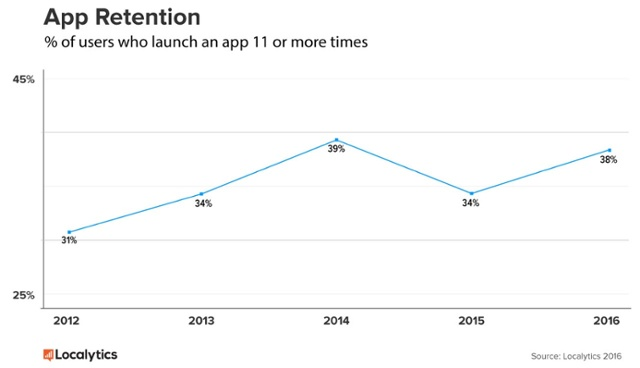 App Retention
% of users who launch an app 11 or more times
45%
39%
38%
34%
34%
31%
25%
2012 2013 2014 2015 2016
Localytics
Source: Localytics 2016